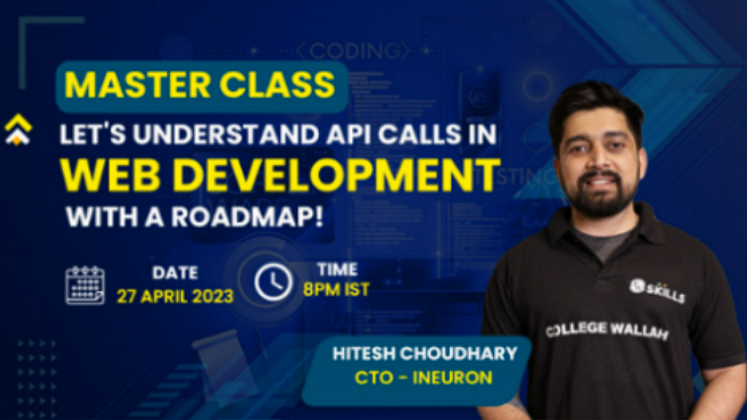 <CODING>
MASTER CLASS
LET'S UNDERSTAND API CALLS IN
WEB DEVELOPMENT
WITH A ROADMAP!
DATE
27 APRIL 2023
TIME
8PM IST
SKILLS
COLLEGE WALLAH
HITESH CHOUDHARY
CTO - INEURON